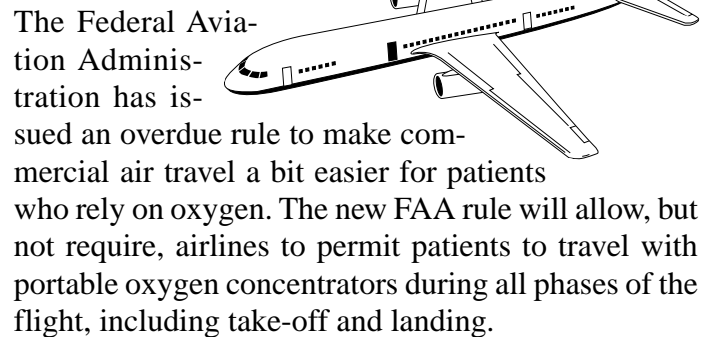 The Federal Avia-
tion Adminis-
tration has is-
sued an overdue rule to make com-
mercial air travel a bit easier for patients
who rely on oxygen. The new FAA rule will allow, but
not require, airlines to permit patients to travel with
portable oxygen concentrators during all phases of the
flight, including take-off and landing.